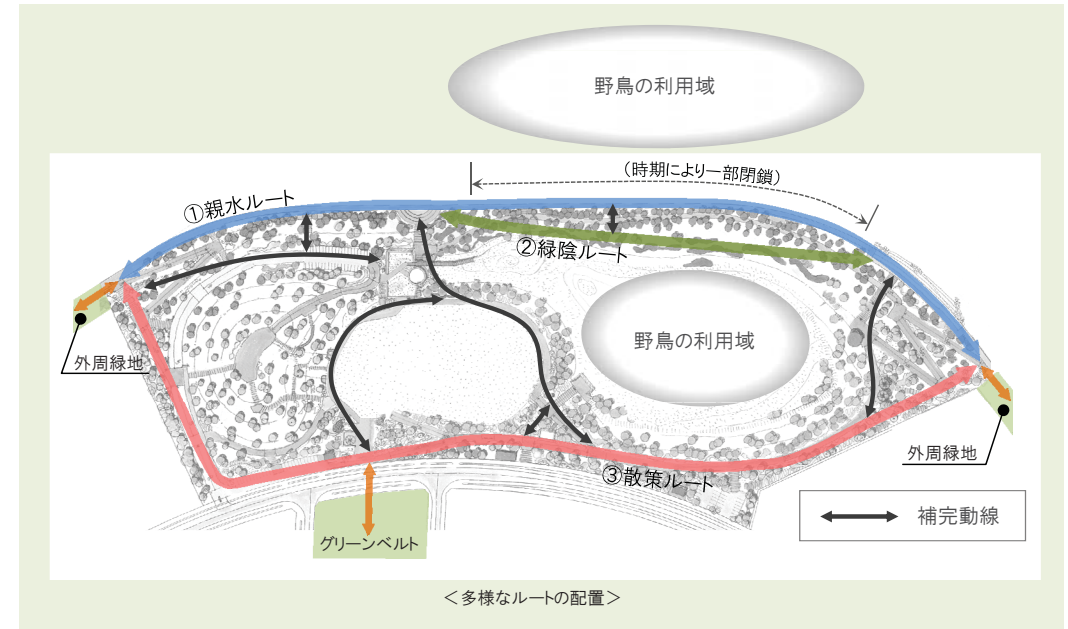 野鳥の利用域
(時期により一部閉鎖)
①親水ルート
②緑陰ルート
野鳥の利用域
外周緑地
外周緑地
③散策ルート
補完動線
グリーンベルト
＜多様なルートの配置＞